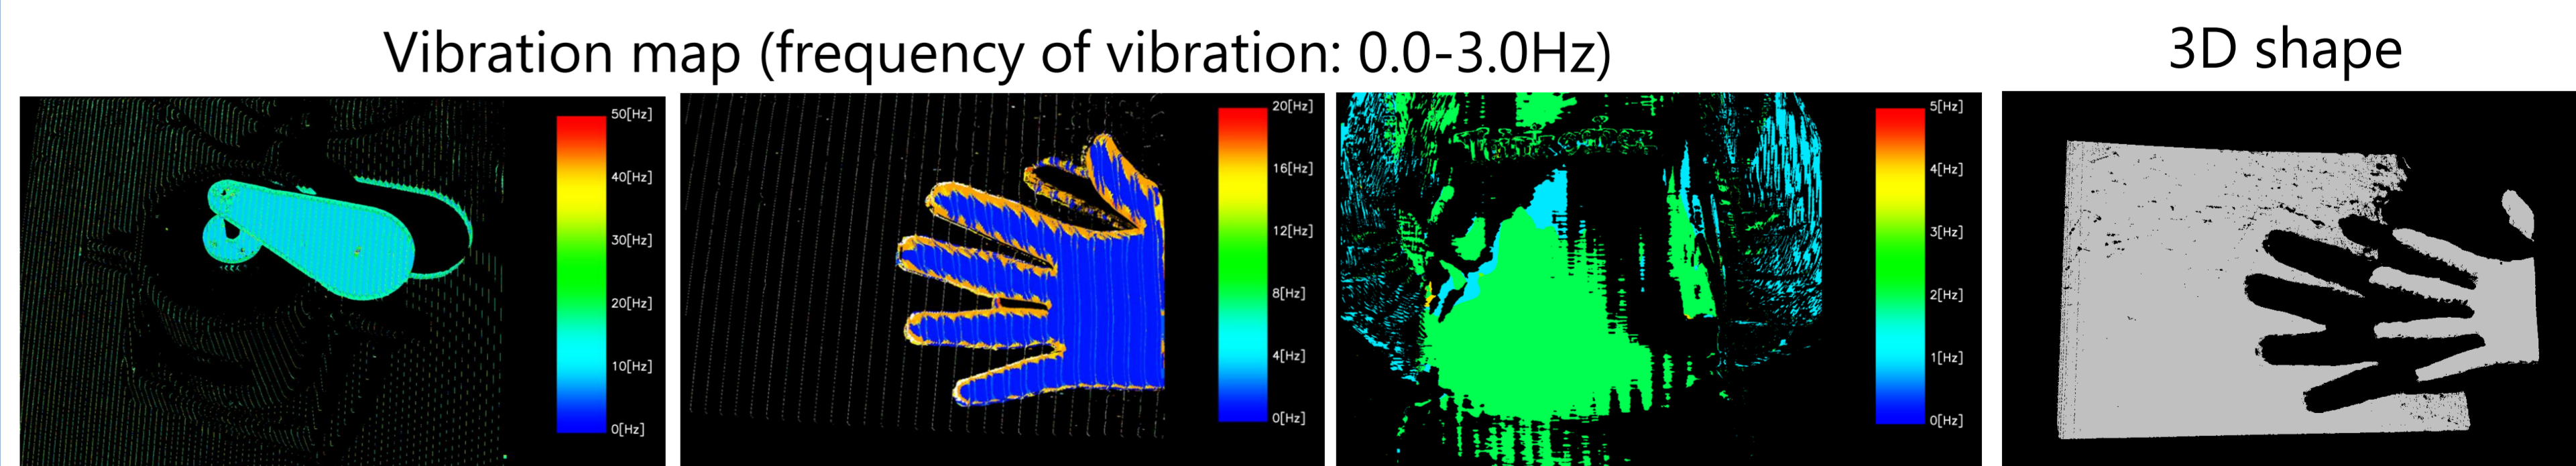 Vibration map (frequency of vibration: 0.0-3.0Hz)
3D shape
50[Hz]
40[Hz]
30[Hz]
20[Hz]
10[Hz]
0[Hz]
20[Hz]
16[Hz]
12[Hz]
8[Hz]
4[Hz]
0[Hz]
5[Hz]
4[Hz]
3[Hz]
2[Hz]
1[Hz]
0[Hz]